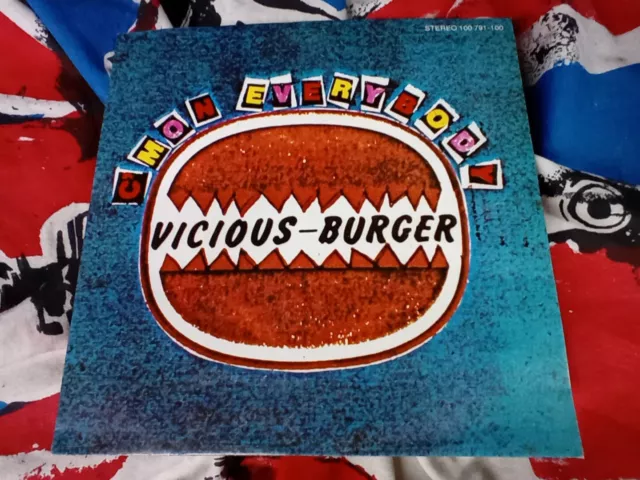 STEREO 100 791-100
C'MON EVERYBODY
VICIOUS-BURGER